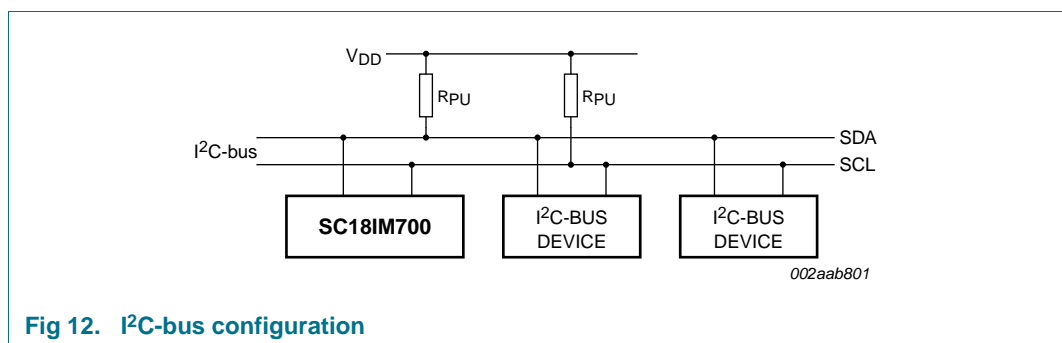 VDD
RPU RPU
SDA
I2C-bus
SCL
SC18IM700
I2C-BUS
DEVICE
I2C-BUS
DEVICE
002aab801
Fig 12. I2C-bus configuration